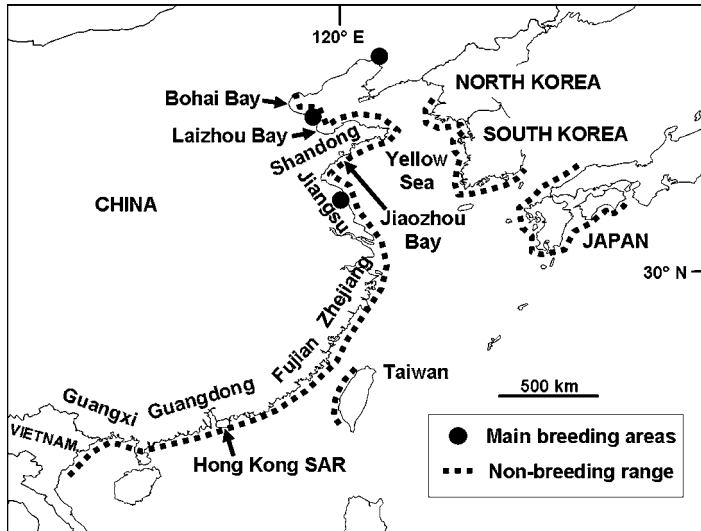 120° E
Bohai Bay
NORTH KOREA
Laizhou Bay
SOUTH KOREA
Shandong
Yellow
Sea
CHINA
Jiangsu
Jiaozhou
Bay
JAPAN
30° N
Zhejiang
Fujian
Taiwan
500 km
Guangdong
Guangxi
VIETNAM
Hong Kong SAR
Main breeding areas
Non-breeding range